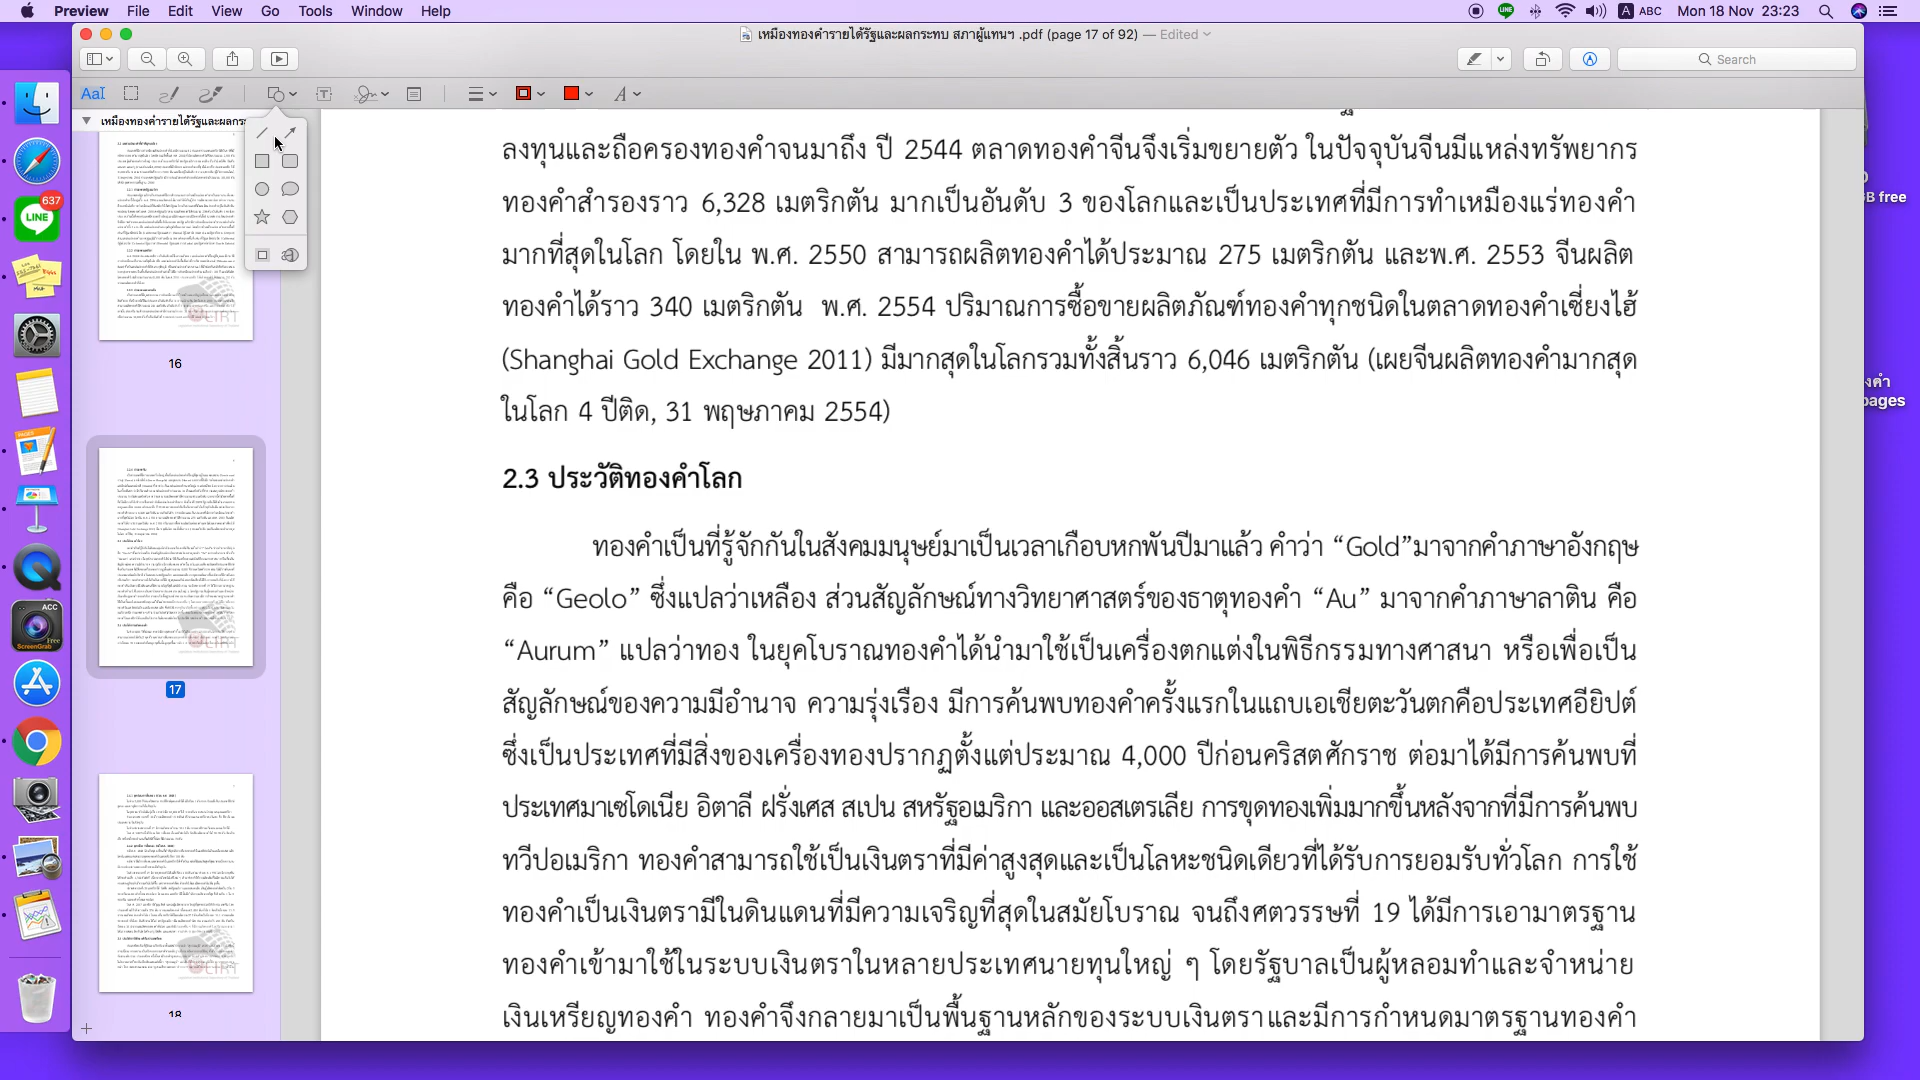 Preview File Edit View Go Tools Window Help
ABC Mon 18 Nov 23:23
เหมืองทองคำรายได้รัฐและผลกระทบ สภาผู้แทนฯ .pdf (page 17 of 92) — Edited
Search
เหมืองทองคำรายได้รัฐและผลกระ
16
17
18
LINE
637
ACC
ScreenGrab
Free
B free
งคำ
pages
ลงทุนและถือครองทองคำจนมาถึง ปี 2544 ตลาดทองคำจีนจึงเริ่มขยายตัว ในปัจจุบันจีนมีแหล่งทรัพยากร
ทองคำสำรองราว 6,328 เมตริกตัน มากเป็นอันดับ 3 ของโลกและเป็นประเทศที่มีการทำเหมืองแร่ทองคำ
มากที่สุดในโลก โดยใน พ.ศ. 2550 สามารถผลิตทองคำได้ประมาณ 275 เมตริกตัน และพ.ศ. 2553 จีนผลิต
ทองคำได้ราว 340 เมตริกตัน พ.ศ. 2554 ปริมาณการซื้อขายผลิตภัณฑ์ทองคำทุกชนิดในตลาดทองคำเซี่ยงไฮ้
(Shanghai Gold Exchange 2011) มีมากสุดในโลกรวมทั้งสิ้นราว 6,046 เมตริกตัน (เผยจีนผลิตทองคำมากสุด
ในโลก 4 ปีติด, 31 พฤษภาคม 2554)
2.3 ประวัติทองคำโลก
ทองคำเป็นที่รู้จักกันในสังคมมนุษย์มาเป็นเวลาเกือบหกพันปีมาแล้ว คำว่า “Gold”มาจากคำภาษาอังกฤษ
คือ “Geolo” ซึ่งแปลว่าเหลือง ส่วนสัญลักษณ์ทางวิทยาศาสตร์ของธาตุทองคำ “Au” มาจากคำภาษาลาติน คือ
“Aurum” แปลว่าทอง ในยุคโบราณทองคำได้นำมาใช้เป็นเครื่องตกแต่งในพิธีกรรมทางศาสนา หรือเพื่อเป็น
สัญลักษณ์ของความมีอำนาจ ความรุ่งเรือง มีการค้นพบทองคำครั้งแรกในแถบเอเชียตะวันตกคือประเทศอียิปต์
ซึ่งเป็นประเทศที่มีสิ่งของเครื่องทองปรากฏตั้งแต่ประมาณ 4,000 ปีก่อนคริสตศักราช ต่อมาได้มีการค้นพบที่
ประเทศมาเซโดเนีย อิตาลี ฝรั่งเศส สเปน สหรัฐอเมริกา และออสเตรเลีย การขุดทองเพิ่มมากขึ้นหลังจากที่มีการค้นพบ
ทวีปอเมริกา ทองคำสามารถใช้เป็นเงินตราที่มีค่าสูงสุดและเป็นโลหะชนิดเดียวที่ได้รับการยอมรับทั่วโลก การใช้
ทองคำเป็นเงินตรามีในดินแดนที่มีความเจริญที่สุดในสมัยโบราณ จนถึงศตวรรษที่ 19 ได้มีการเอามาตรฐาน
ทองคำเข้ามาใช้ในระบบเงินตราในหลายประเทศนายทุนใหญ่ ๆ โดยรัฐบาลเป็นผู้หลอมทำและจำหน่าย
เงินเหรียญทองคำ ทองคำจึงกลายมาเป็นพื้นฐานหลักของระบบเงินตราและมีการกำหนดมาตรฐานทองคำ